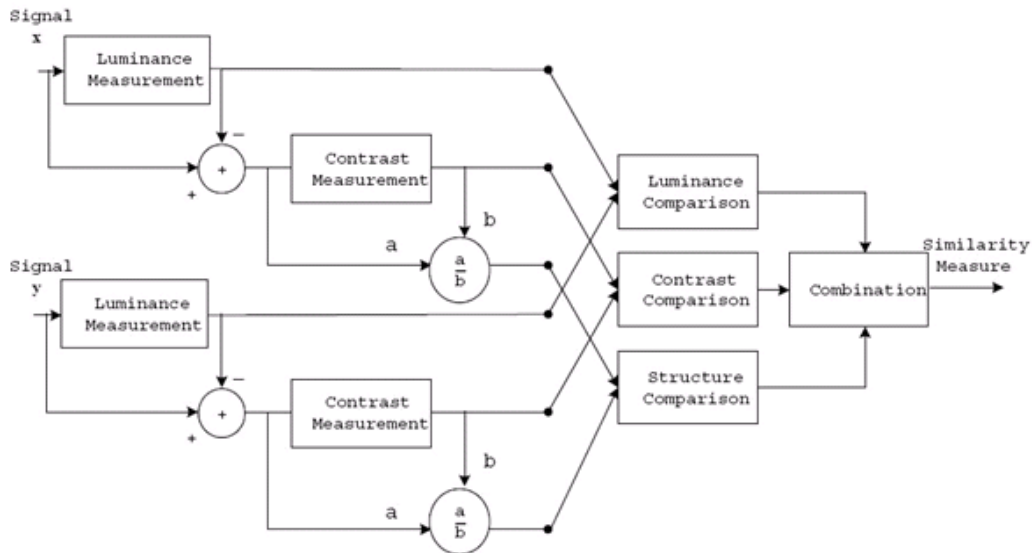 Signal
x
Luminance
Measurement
−
+
+
Contrast
Measurement
b
a
a
b
Signal
y
Luminance
Measurement
−
+
+
Contrast
Measurement
b
a
a
b
Luminance
Comparison
Contrast
Comparison
Structure
Comparison
Combination
Similarity
Measure